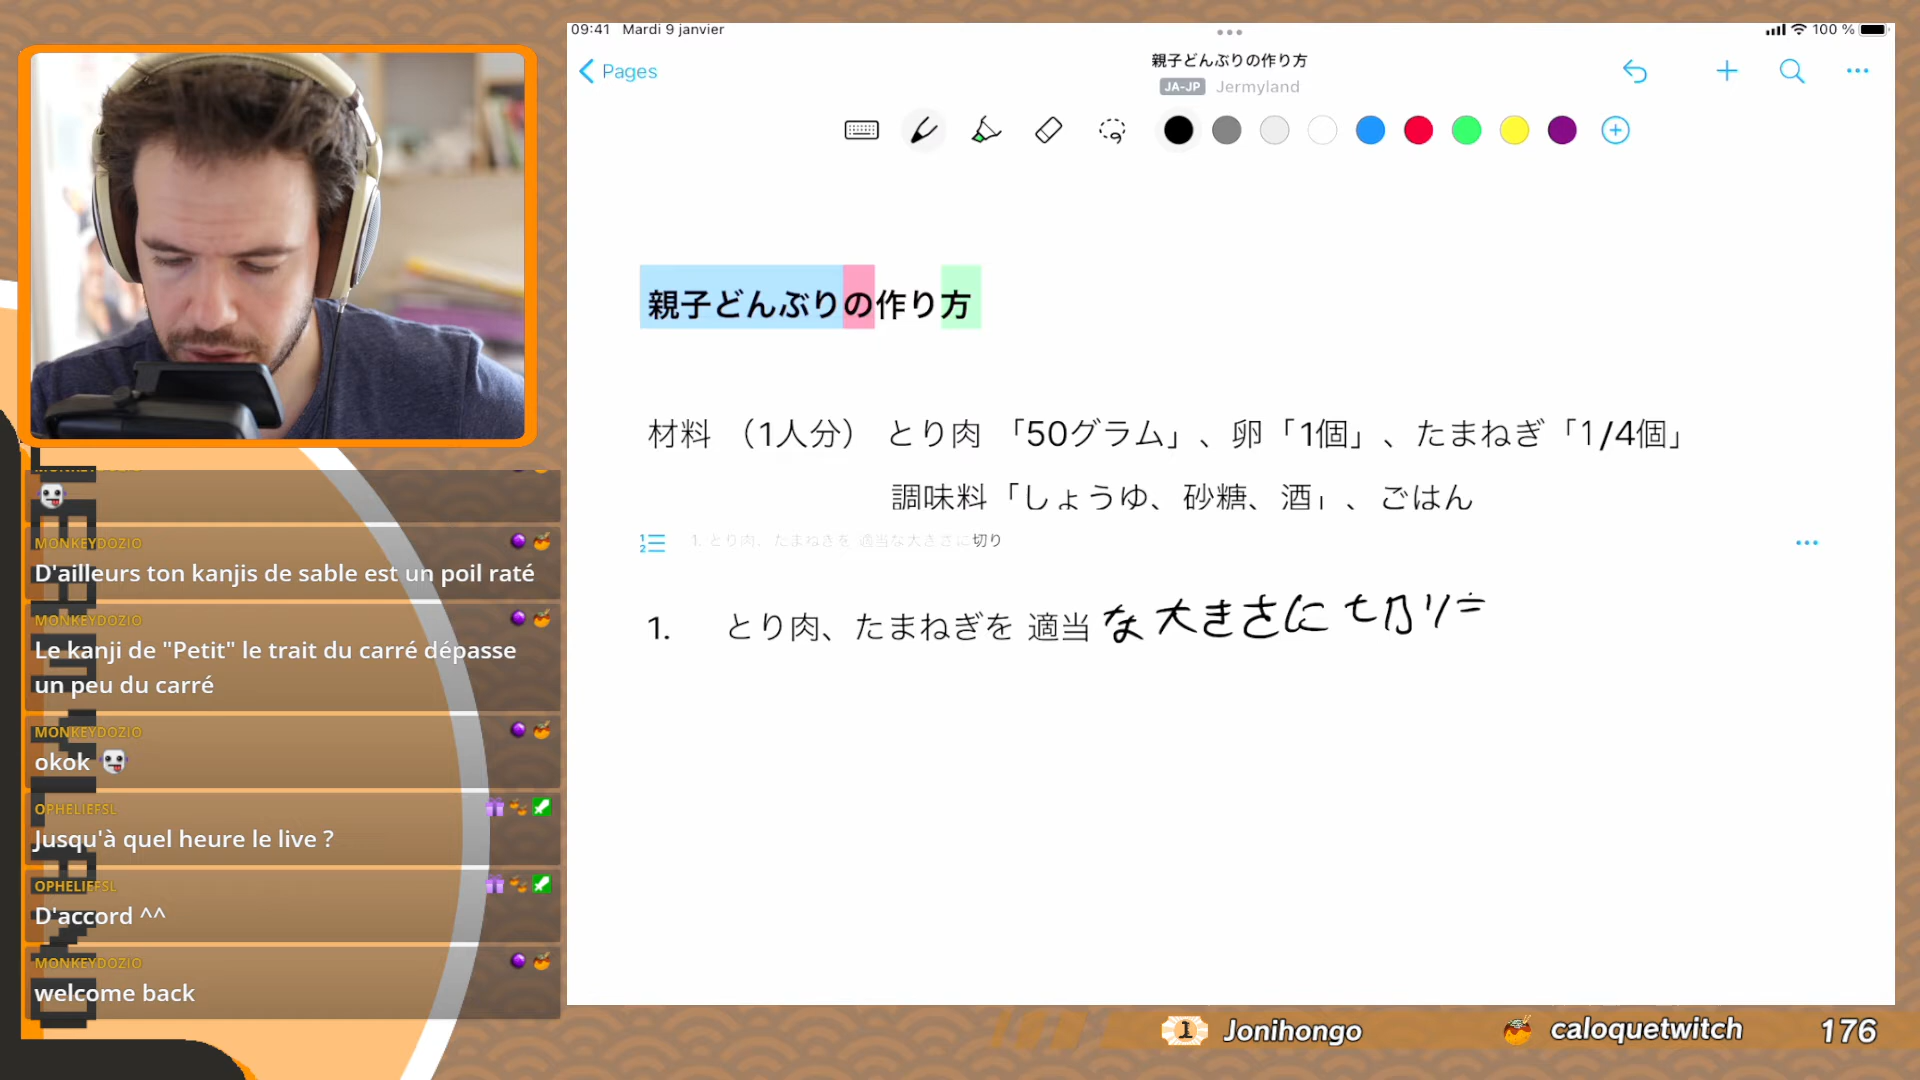 09:41 Mardi 9 janvier
100 %
Pages
親子どんぶりの作り方
JA-JP Jermyland
親子どんぶりの作り方
材料 （1人分） とり肉 「50グラム」、卵「1個」、たまねぎ「1/4個」
調味料「しょうゆ、砂糖、酒」、ごはん
1. とり肉、たまねぎを 適当な大きさに切り
1. とり肉、たまねぎを 適当な大きさに切り
MONKEYDOZIO
MONKEYDOZIO
D'ailleurs ton kanjis de sable est un poil raté
MONKEYDOZIO
Le kanji de "Petit" le trait du carré dépasse
un peu du carré
MONKEYDOZIO
okok
OPHELIEFSL
Jusqu'à quel heure le live ?
OPHELIEFSL
D'accord ^^
MONKEYDOZIO
welcome back
1 Jonihongo
caloquetwitch
176